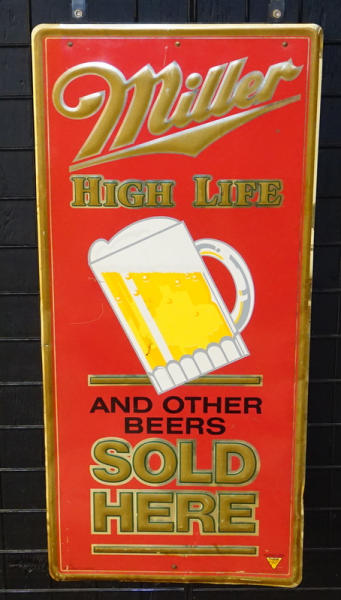 Miller
HIGH LIFE
AND OTHER
BEERS
SOLD
HERE